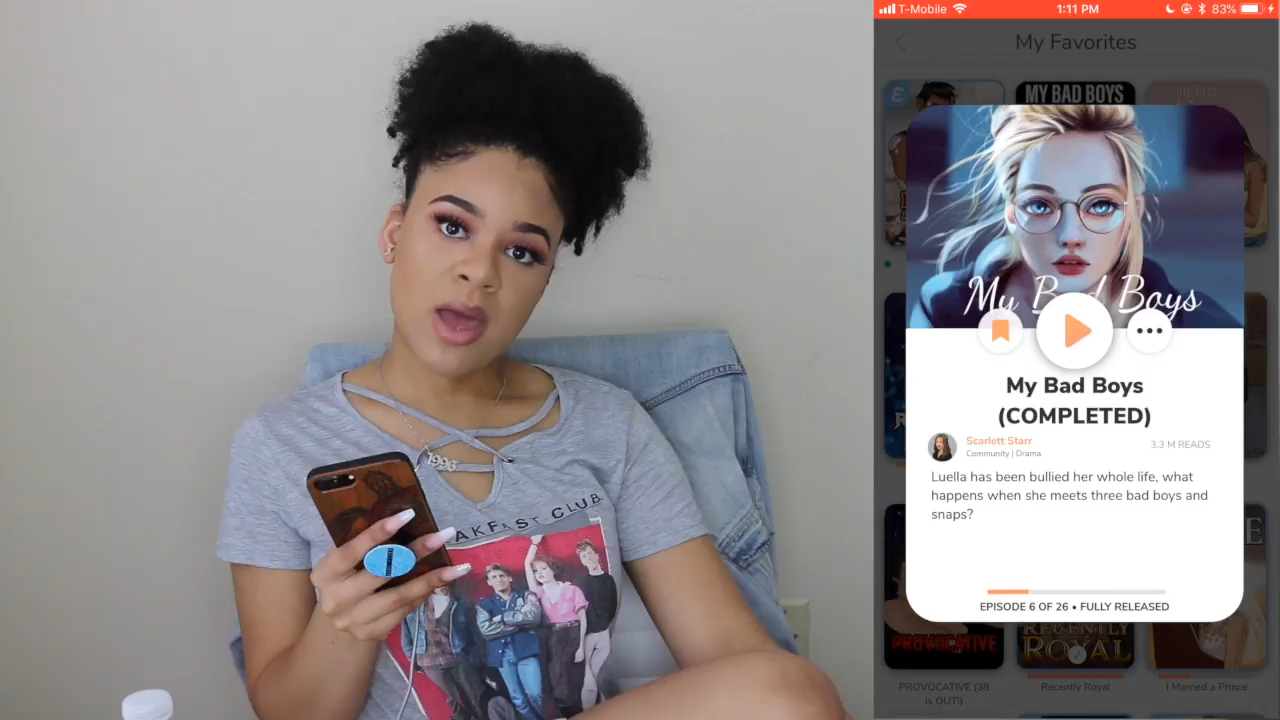 1996
AKFAST CLUB
T-Mobile
1:11 PM
83%
My Favorites
MY BAD BOYS
my first
My Bad Boys
My Bad Boys
(COMPLETED)
Scarlett Starr
3.3 M READS
Community | Drama
Luella has been bullied her whole life, what
happens when she meets three bad boys and
snaps?
EPISODE 6 OF 26 • FULLY RELEASED
PROVOCATIVE
RECENTLY
ROYAL
PROVOCATIVE (38
is OUT!)
Recently Royal
I Married a Prince